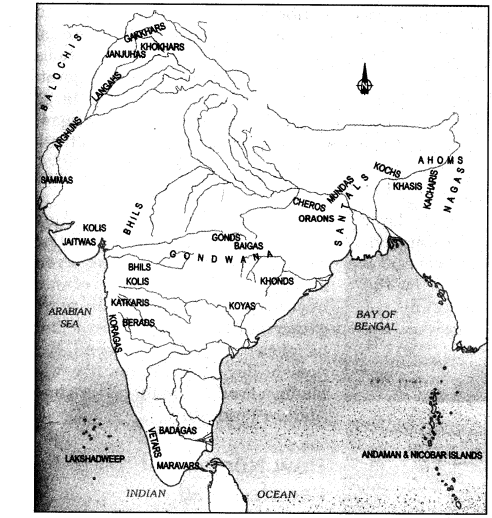 GAKKHARS
KHOKHARS
JANJUHAS
BALOCHIS
LANGAHS
N
ARGHUNS
SAMMAS
AHOMS
KOCHS
KHASIS
KACHARIS
NAGAS
MUNDAS
CHEROS
SANTALS
ORAONS
BHILS
KOLIS
JAITWAS
GONDS
BAIGAS
GONDWANA
BHILS
KOLIS
KHONDS
KATKARIS
KOYAS
ARABIAN
SEA
KORAGAS
BERABS
BAY OF
BENGAL
BADAGAS
VETARS
MARAVARS
LAKSHADWEEP
ANDAMAN & NICOBAR ISLANDS
INDIAN OCEAN